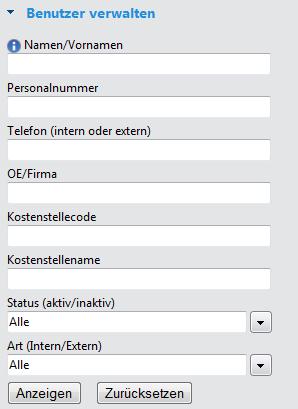 Benutzer verwalten
Namen/Vornamen
Personalnummer
Telefon (intern oder extern)
OE/Firma
Kostenstellecode
Kostenstellename
Status (aktiv/inaktiv)
Alle
Art (Intern/Extern)
Alle
Anzeigen Zurücksetzen